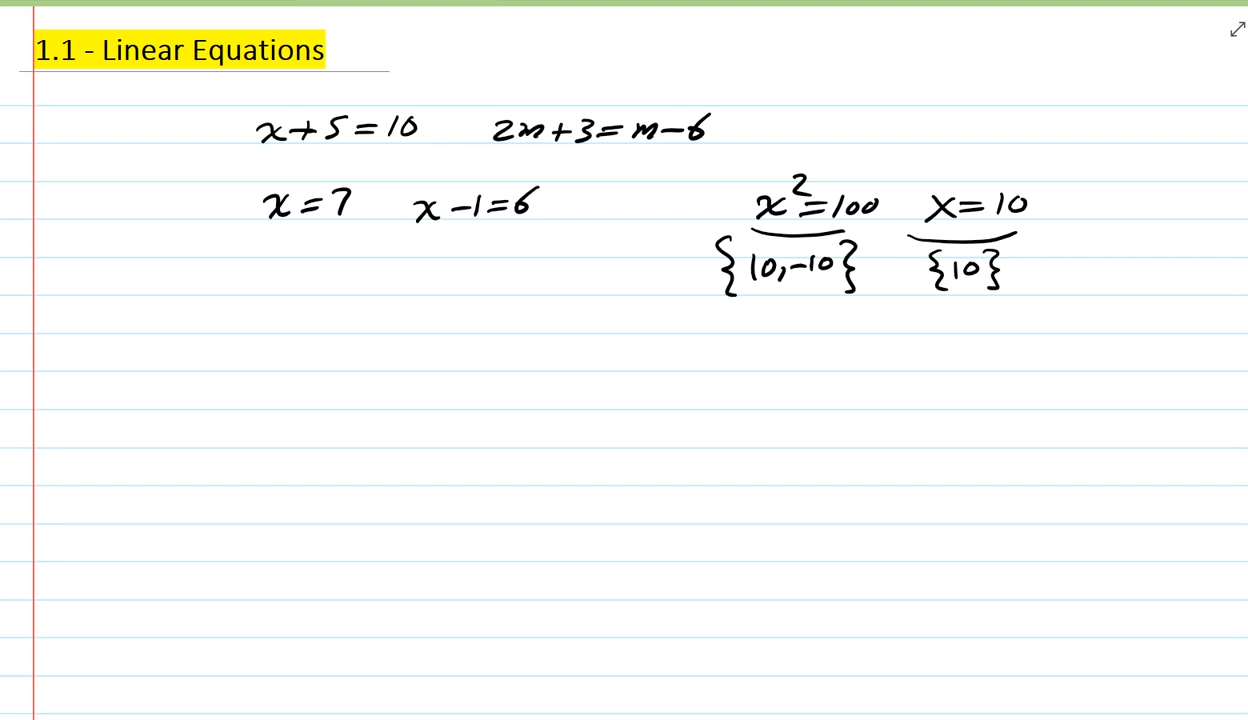 1.1 - Linear Equations
x+5=10 2m+3=m-6
x=7 x-1=6 x²=100 x=10
{10,-10} {10}